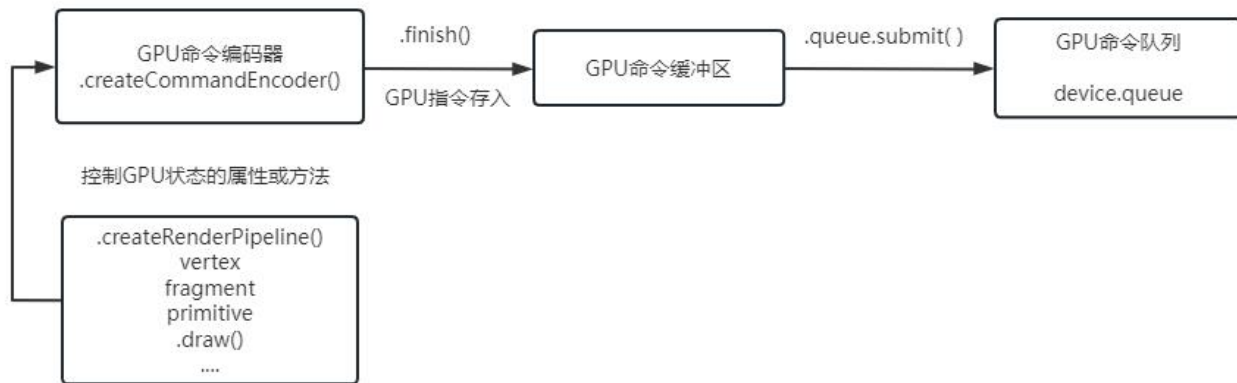 GPU命令编码器
.createCommandEncoder()
.finish()
GPU指令存入
GPU命令缓冲区
.queue.submit( )
GPU命令队列
device.queue
控制GPU状态的属性或方法
.createRenderPipeline()
vertex
fragment
primitive
.draw()
....